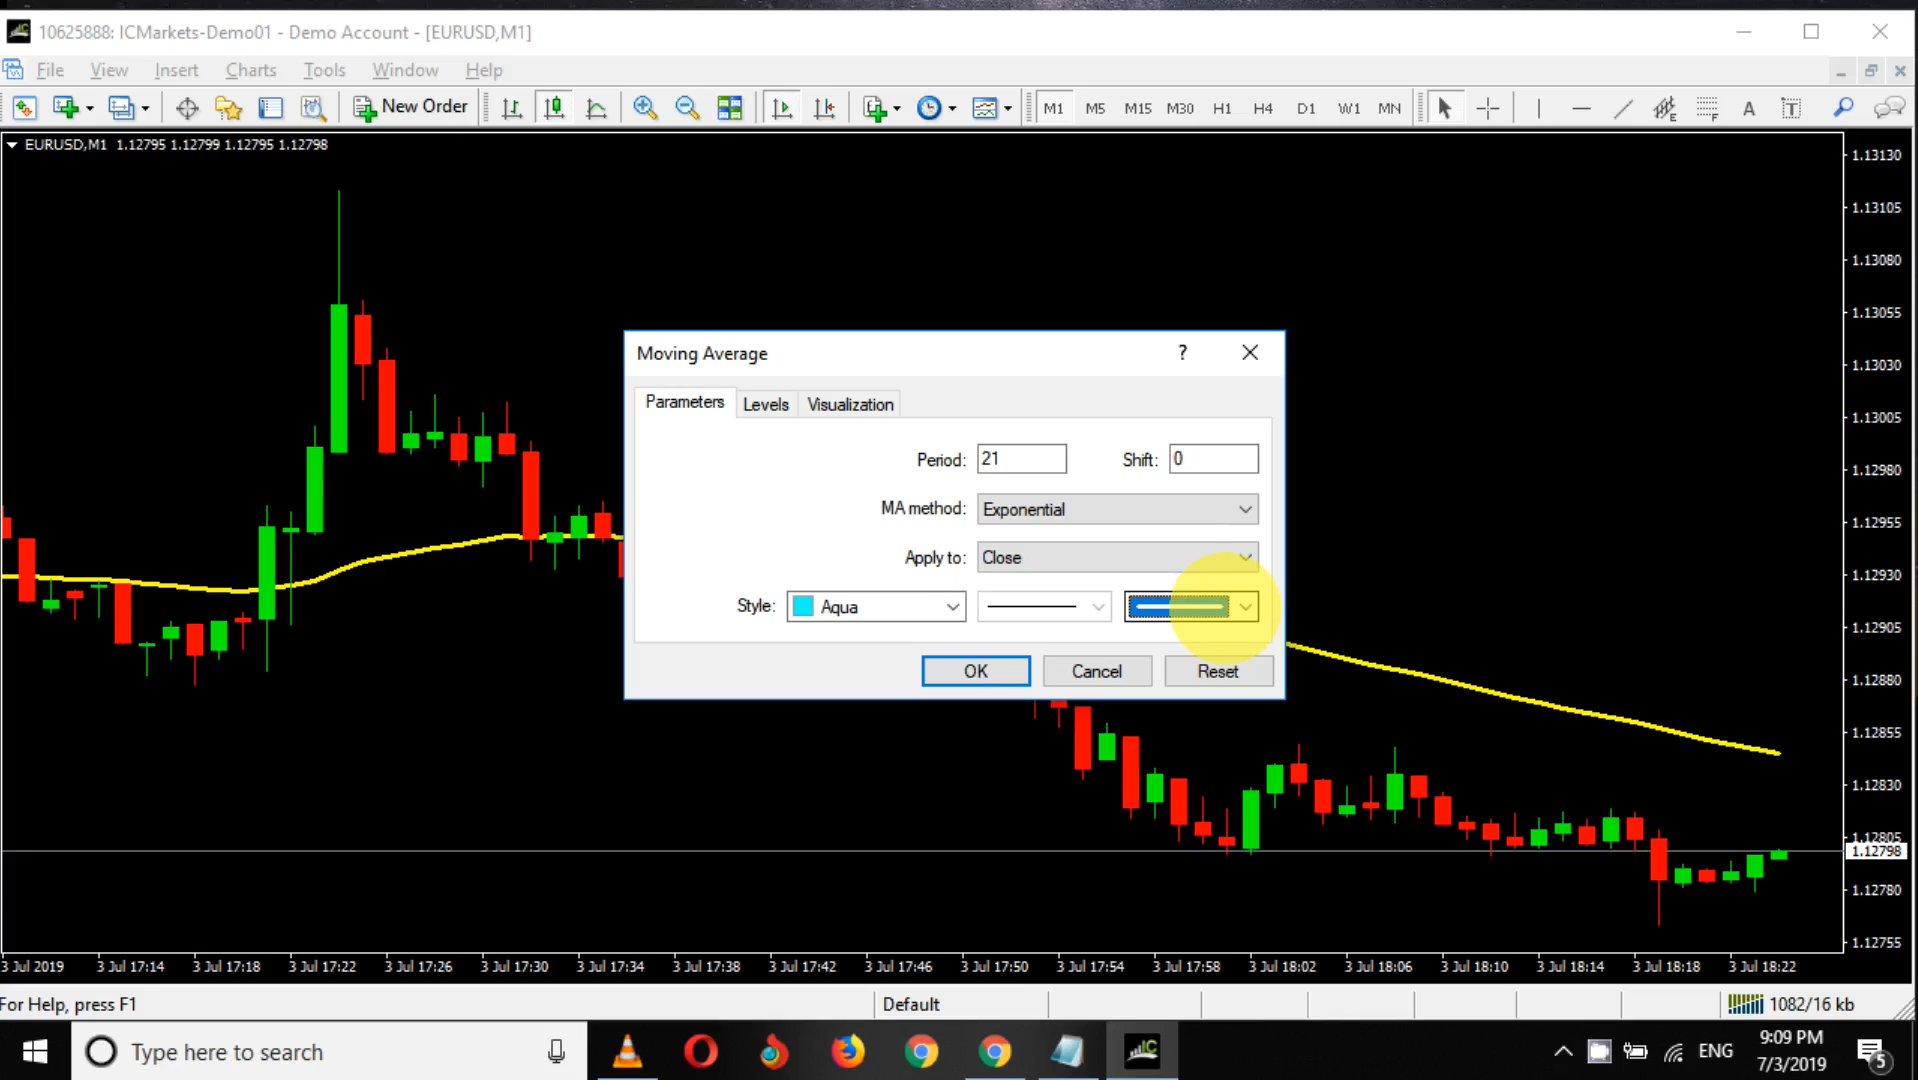 10625888: ICMarkets-Demo01 - Demo Account - [EURUSD,M1]
File View Insert Charts Tools Window Help
New Order M1 M5 M15 M30 H1 H4 D1 W1 MN E F A T
EURUSD,M1 1.12795 1.12799 1.12795 1.12798
1.13130
1.13105
1.13080
1.13055
1.13030
1.13005
1.12980
1.12955
1.12930
1.12905
1.12880
1.12855
1.12830
1.12805
1.12798
1.12780
1.12755
Moving Average ?
Parameters Levels Visualization
Period: 21 Shift: 0
MA method: Exponential
Apply to: Close
Style: Aqua
OK Cancel Reset
3 Jul 2019 3 Jul 17:14 3 Jul 17:18 3 Jul 17:22 3 Jul 17:26 3 Jul 17:30 3 Jul 17:34 3 Jul 17:38 3 Jul 17:42 3 Jul 17:46 3 Jul 17:50 3 Jul 17:54 3 Jul 17:58 3 Jul 18:02 3 Jul 18:06 3 Jul 18:10 3 Jul 18:14 3 Jul 18:18 3 Jul 18:22
For Help, press F1 Default 1082/16 kb
Type here to search IC ENG 9:09 PM
7/3/2019 5